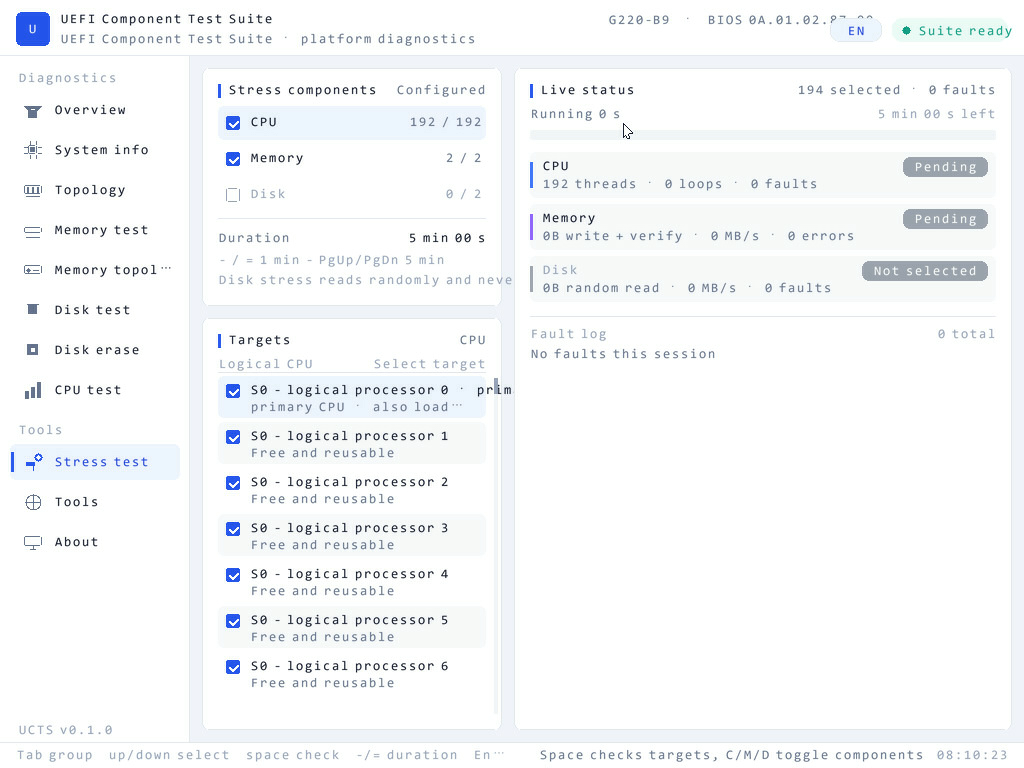 U
UEFI Component Test Suite
UEFI Component Test Suite · platform diagnostics
G220-B9 · BIOS 0A.01.02.
EN
Suite ready
Diagnostics
Overview
System info
Topology
Memory test
Memory topol…
Disk test
Disk erase
CPU test
Tools
Stress test
Tools
About
UCTS v0.1.0
Stress components Configured
CPU 192 / 192
Memory 2 / 2
Disk 0 / 2
Duration 5 min 00 s
- / = 1 min - PgUp/PgDn 5 min
Disk stress reads randomly and neve
Targets CPU
Logical CPU Select target
S0 - logical processor 0 · prim
primary CPU · also load…
S0 - logical processor 1
Free and reusable
S0 - logical processor 2
Free and reusable
S0 - logical processor 3
Free and reusable
S0 - logical processor 4
Free and reusable
S0 - logical processor 5
Free and reusable
S0 - logical processor 6
Free and reusable
Live status 194 selected · 0 faults
Running 0 s 5 min 00 s left
CPU Pending
192 threads · 0 loops · 0 faults
Memory Pending
0B write + verify · 0 MB/s · 0 errors
Disk Not selected
0B random read · 0 MB/s · 0 faults
Fault log 0 total
No faults this session
Tab group up/down select space check -/= duration En…
Space checks targets, C/M/D toggle components 08:10:23